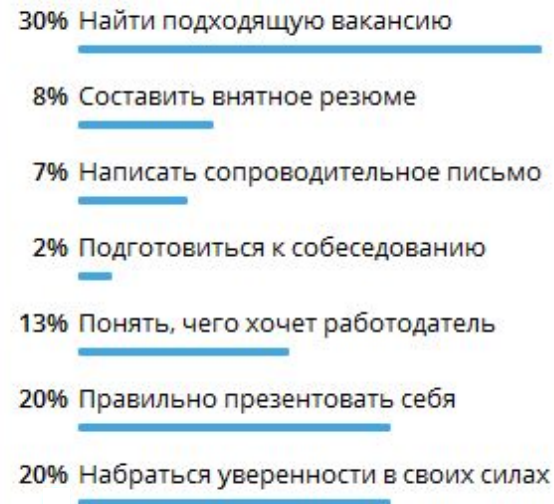 30% Найти подходящую вакансию
8% Составить внятное резюме
7% Написать сопроводительное письмо
2% Подготовиться к собеседованию
13% Понять, чего хочет работодатель
20% Правильно презентовать себя
20% Набраться уверенности в своих силах